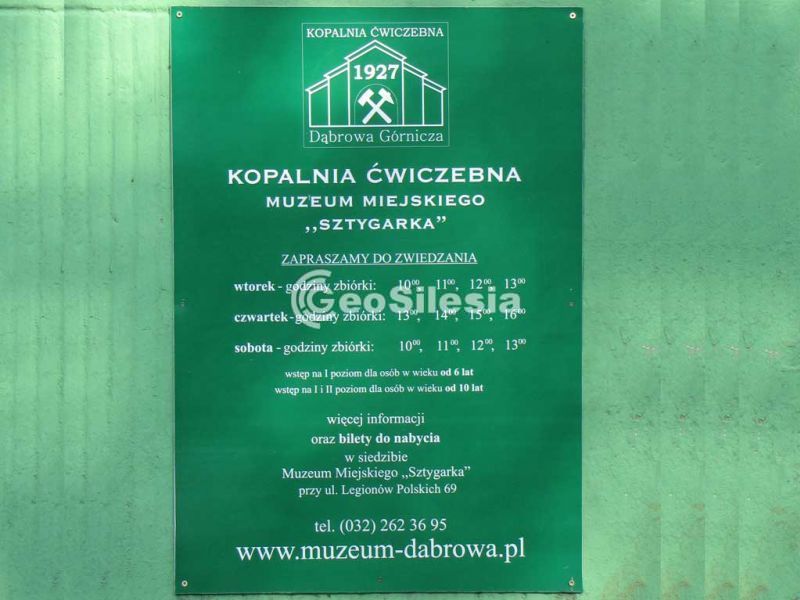 KOPALNIA ĆWICZEBNA
1927
Dąbrowa Górnicza
KOPALNIA ĆWICZEBNA
MUZEUM MIEJSKIEGO
,,SZTYGARKA”
ZAPRASZAMY DO ZWIEDZANIA
wtorek - godziny zbiórki: 10⁰⁰, 11⁰⁰, 12⁰⁰, 13⁰⁰
GeoSilesia
czwartek - godziny zbiórki: 13⁰⁰, 14⁰⁰, 15⁰⁰, 16⁰⁰
sobota - godziny zbiórki: 10⁰⁰, 11⁰⁰, 12⁰⁰, 13⁰⁰
wstęp na I poziom dla osób w wieku od 6 lat
wstęp na I i II poziom dla osób w wieku od 10 lat
więcej informacji
oraz bilety do nabycia
w siedzibie
Muzeum Miejskiego ,,Sztygarka”
przy ul. Legionów Polskich 69
tel. (032) 262 36 95
www.muzeum-dabrowa.pl